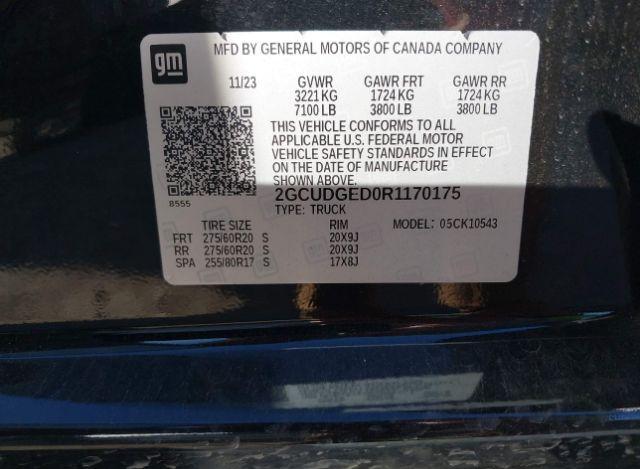 gm
MFD BY GENERAL MOTORS OF CANADA COMPANY
11/23 GVWR GAWR FRT GAWR RR
3221 KG 1724 KG 1724 KG
7100 LB 3800 LB 3800 LB
THIS VEHICLE CONFORMS TO ALL
APPLICABLE U.S. FEDERAL MOTOR
VEHICLE SAFETY STANDARDS IN EFFECT
ON THE DATE OF MANUFACTURE
SHOWN ABOVE.
8555
2GCUDGED0R1170175
TYPE: TRUCK
TIRE SIZE RIM MODEL: 05CK10543
FRT 275/60R20 S 20X9J
RR 275/60R20 S 20X9J
SPA 255/80R17 S 17X8J